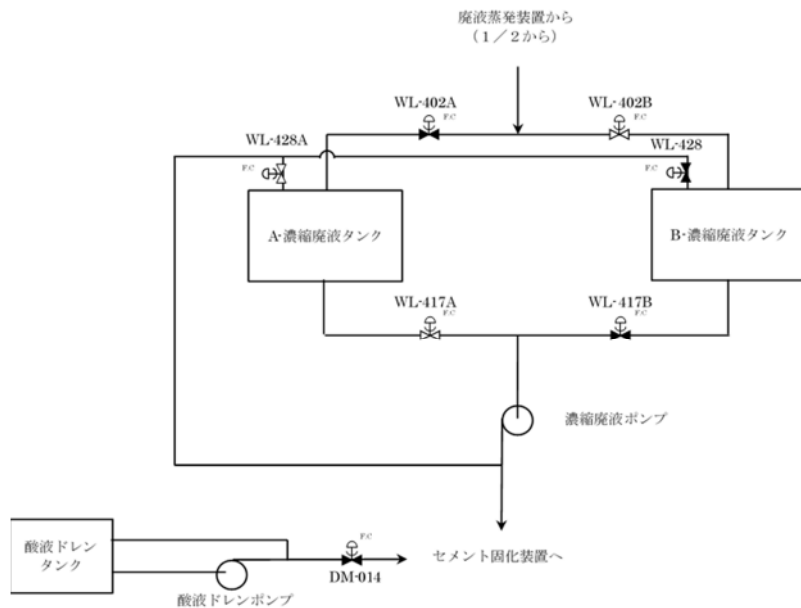 廃液蒸発装置から
(1/2から)
WL-402A
F.C
WL-402B
F.C
WL-428A
F.C
WL-428
F.C
A-濃縮廃液タンク
B-濃縮廃液タンク
WL-417A
F.C
WL-417B
F.C
濃縮廃液ポンプ
酸液ドレン
タンク
F.C
DM-014
セメント固化装置へ
酸液ドレンポンプ